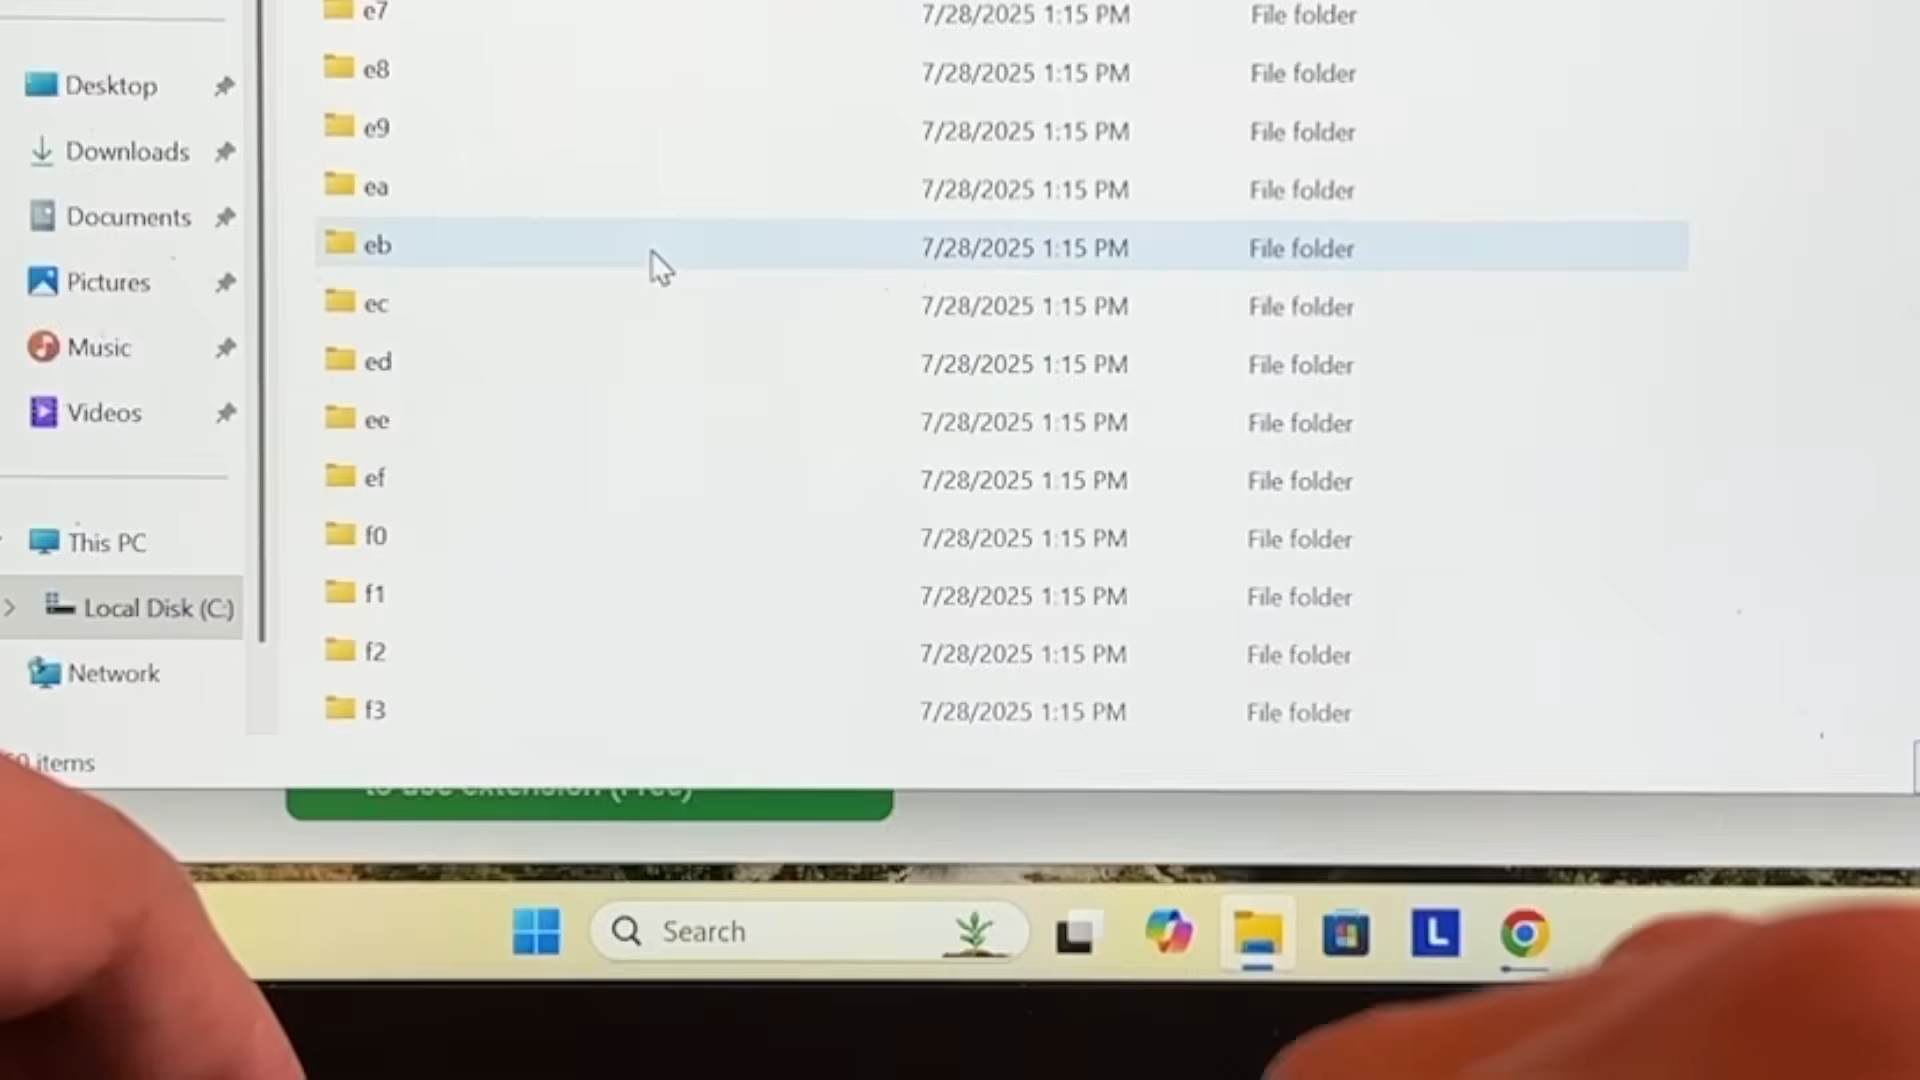 e7 7/28/2025 1:15 PM File folder
e8 7/28/2025 1:15 PM File folder
e9 7/28/2025 1:15 PM File folder
ea 7/28/2025 1:15 PM File folder
eb 7/28/2025 1:15 PM File folder
ec 7/28/2025 1:15 PM File folder
ed 7/28/2025 1:15 PM File folder
ee 7/28/2025 1:15 PM File folder
ef 7/28/2025 1:15 PM File folder
f0 7/28/2025 1:15 PM File folder
f1 7/28/2025 1:15 PM File folder
f2 7/28/2025 1:15 PM File folder
f3 7/28/2025 1:15 PM File folder
Desktop
Downloads
Documents
Pictures
Music
Videos
This PC
Local Disk (C:)
Network
items
to use extension (Free)
Search
L